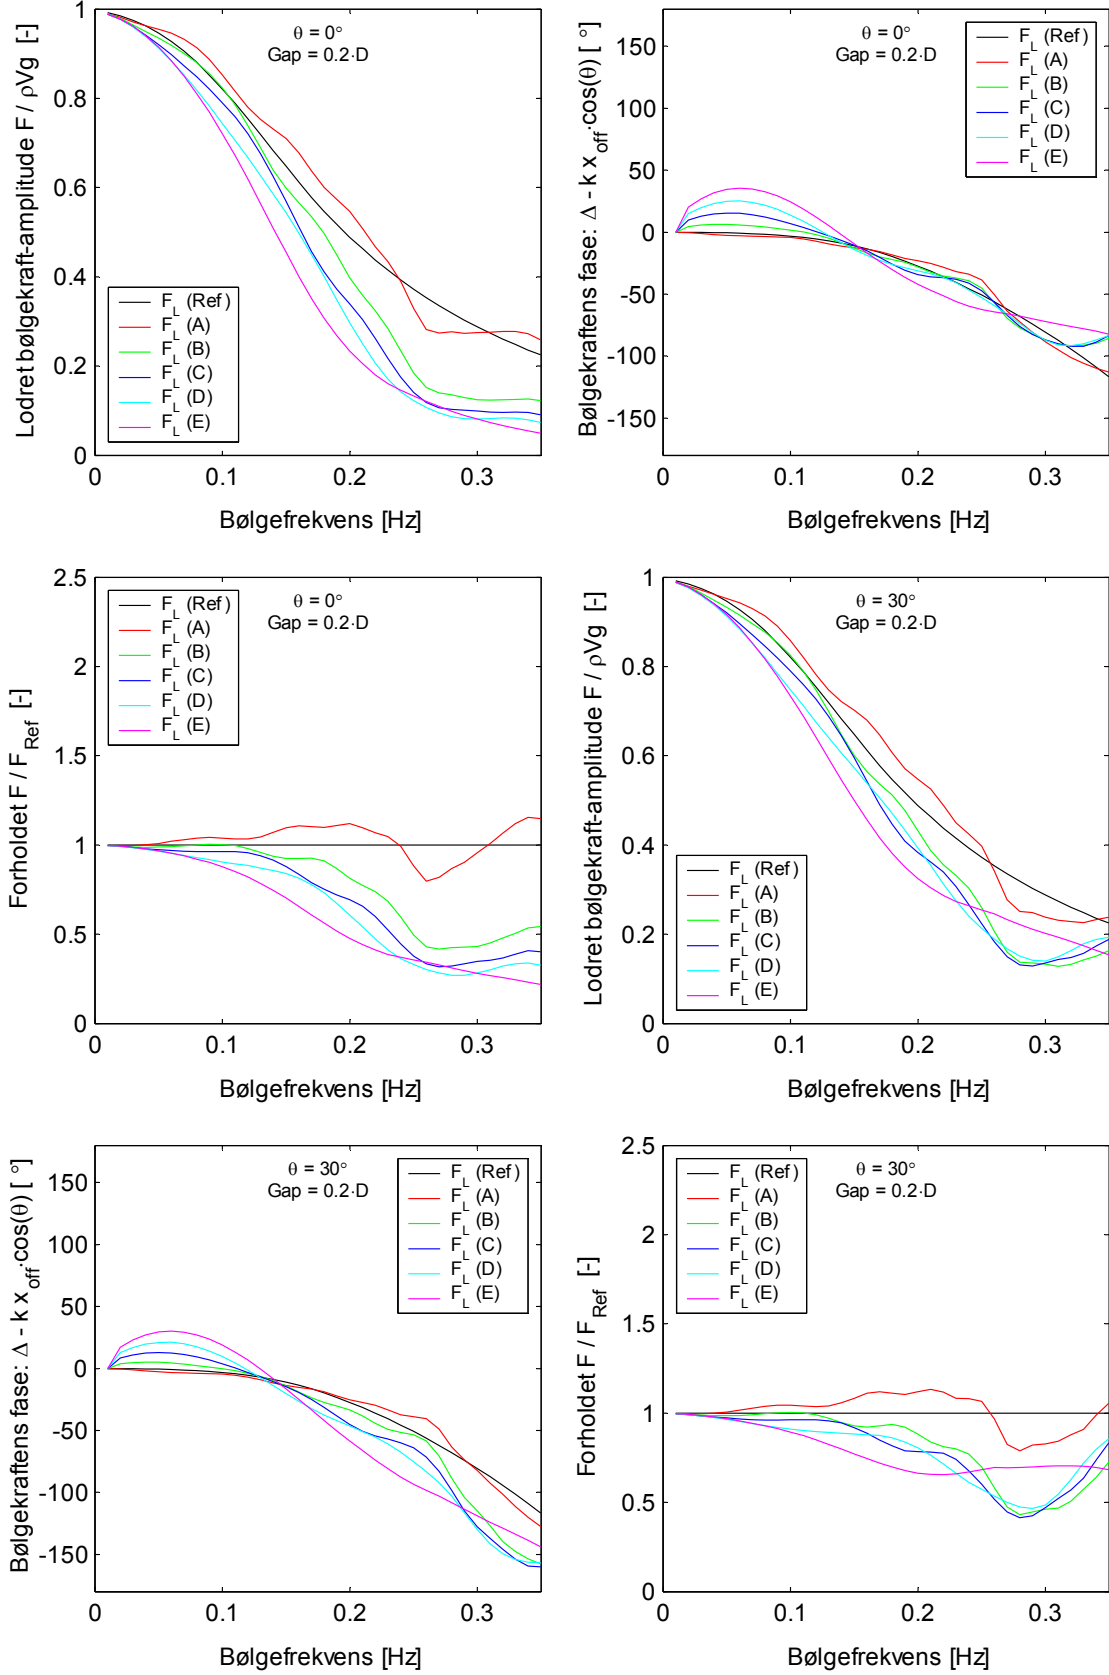 Lodret bølgekraft-amplitude F / ρVg [-]
1
0.8
0.6
0.4
0.2
0
θ = 0°
Gap = 0.2·D
F_L (Ref)
F_L (A)
F_L (B)
F_L (C)
F_L (D)
F_L (E)
0 0.1 0.2 0.3
Bølgefrekvens [Hz]
Bølgekraftens fase: Δ - k x_off·cos(θ) [ °]
150
100
50
0
-50
-100
-150
θ = 0°
Gap = 0.2·D
F_L (Ref)
F_L (A)
F_L (B)
F_L (C)
F_L (D)
F_L (E)
0 0.1 0.2 0.3
Bølgefrekvens [Hz]
Forholdet F / F_Ref [-]
2.5
2
1.5
1
0.5
0
F_L (Ref)
F_L (A)
F_L (B)
F_L (C)
F_L (D)
F_L (E)
θ = 0°
Gap = 0.2·D
0 0.1 0.2 0.3
Bølgefrekvens [Hz]
Lodret bølgekraft-amplitude F / ρVg [-]
1
0.8
0.6
0.4
0.2
0
θ = 30°
Gap = 0.2·D
F_L (Ref)
F_L (A)
F_L (B)
F_L (C)
F_L (D)
F_L (E)
0 0.1 0.2 0.3
Bølgefrekvens [Hz]
Bølgekraftens fase: Δ - k x_off·cos(θ) [ °]
150
100
50
0
-50
-100
-150
θ = 30°
Gap = 0.2·D
F_L (Ref)
F_L (A)
F_L (B)
F_L (C)
F_L (D)
F_L (E)
0 0.1 0.2 0.3
Bølgefrekvens [Hz]
Forholdet F / F_Ref [-]
2.5
2
1.5
1
0.5
0
F_L (Ref)
F_L (A)
F_L (B)
F_L (C)
F_L (D)
F_L (E)
θ = 30°
Gap = 0.2·D
0 0.1 0.2 0.3
Bølgefrekvens [Hz]